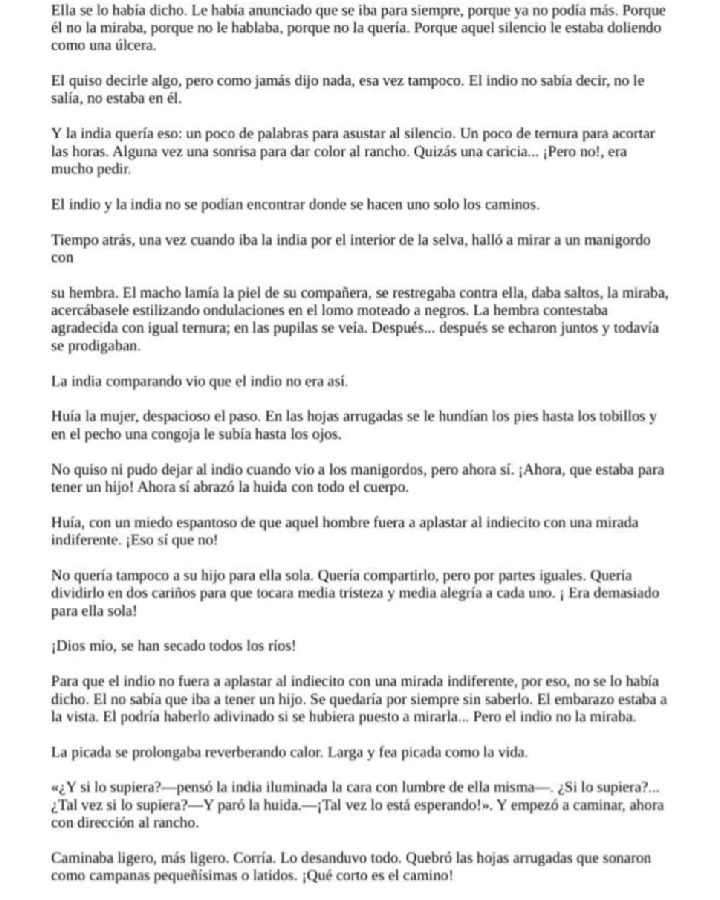 Ella se lo había dicho. Le había anunciado que se iba para siempre, porque ya no podía más. Porque
él no la miraba, porque no le hablaba, porque no la quería. Porque aquel silencio le estaba doliendo
como una úlcera.
El quiso decirle algo, pero como jamás dijo nada, esa vez tampoco. El indio no sabía decir, no le
salía, no estaba en él.
Y la india quería eso: un poco de palabras para asustar al silencio. Un poco de ternura para acortar
las horas. Alguna vez una sonrisa para dar color al rancho. Quizás una caricia... ¡Pero no!, era
mucho pedir.
El indio y la india no se podían encontrar donde se hacen uno solo los caminos.
Tiempo atrás, una vez cuando iba la india por el interior de la selva, halló a mirar a un manigordo
con
su hembra. El macho lamía la piel de su compañera, se restregaba contra ella, daba saltos, la miraba,
acercábasele estilizando ondulaciones en el lomo moteado a negros. La hembra contestaba
agradecida con igual ternura; en las pupilas se veía. Después... después se echaron juntos y todavía
se prodigaban.
La india comparando vio que el indio no era así.
Huía la mujer, despacioso el paso. En las hojas arrugadas se le hundían los pies hasta los tobillos y
en el pecho una congoja le subía hasta los ojos.
No quiso ni pudo dejar al indio cuando vio a los manigordos, pero ahora sí. ¡Ahora, que estaba para
tener un hijo! Ahora sí abrazó la huida con todo el cuerpo.
Huía, con un miedo espantoso de que aquel hombre fuera a aplastar al indiecito con una mirada
indiferente. ¡Eso sí que no!
No quería tampoco a su hijo para ella sola. Quería compartirlo, pero por partes iguales. Quería
dividirlo en dos cariños para que tocara media tristeza y media alegría a cada uno. ¡ Era demasiado
para ella sola!
¡Dios mío, se han secado todos los ríos!
Para que el indio no fuera a aplastar al indiecito con una mirada indiferente, por eso, no se lo había
dicho. El no sabía que iba a tener un hijo. Se quedaría por siempre sin saberlo. El embarazo estaba a
la vista. El podría haberlo adivinado si se hubiera puesto a mirarla... Pero el indio no la miraba.
La picada se prolongaba reverberando calor. Larga y fea picada como la vida.
«¿Y si lo supiera?—pensó la india iluminada la cara con lumbre de ella misma—. ¿Si lo supiera?...
¿Tal vez si lo supiera?—Y paró la huida.—¡Tal vez lo está esperando!». Y empezó a caminar, ahora
con dirección al rancho.
Caminaba ligero, más ligero. Corría. Lo desanduvo todo. Quebró las hojas arrugadas que sonaron
como campanas pequeñísimas o latidos. ¡Qué corto es el camino!